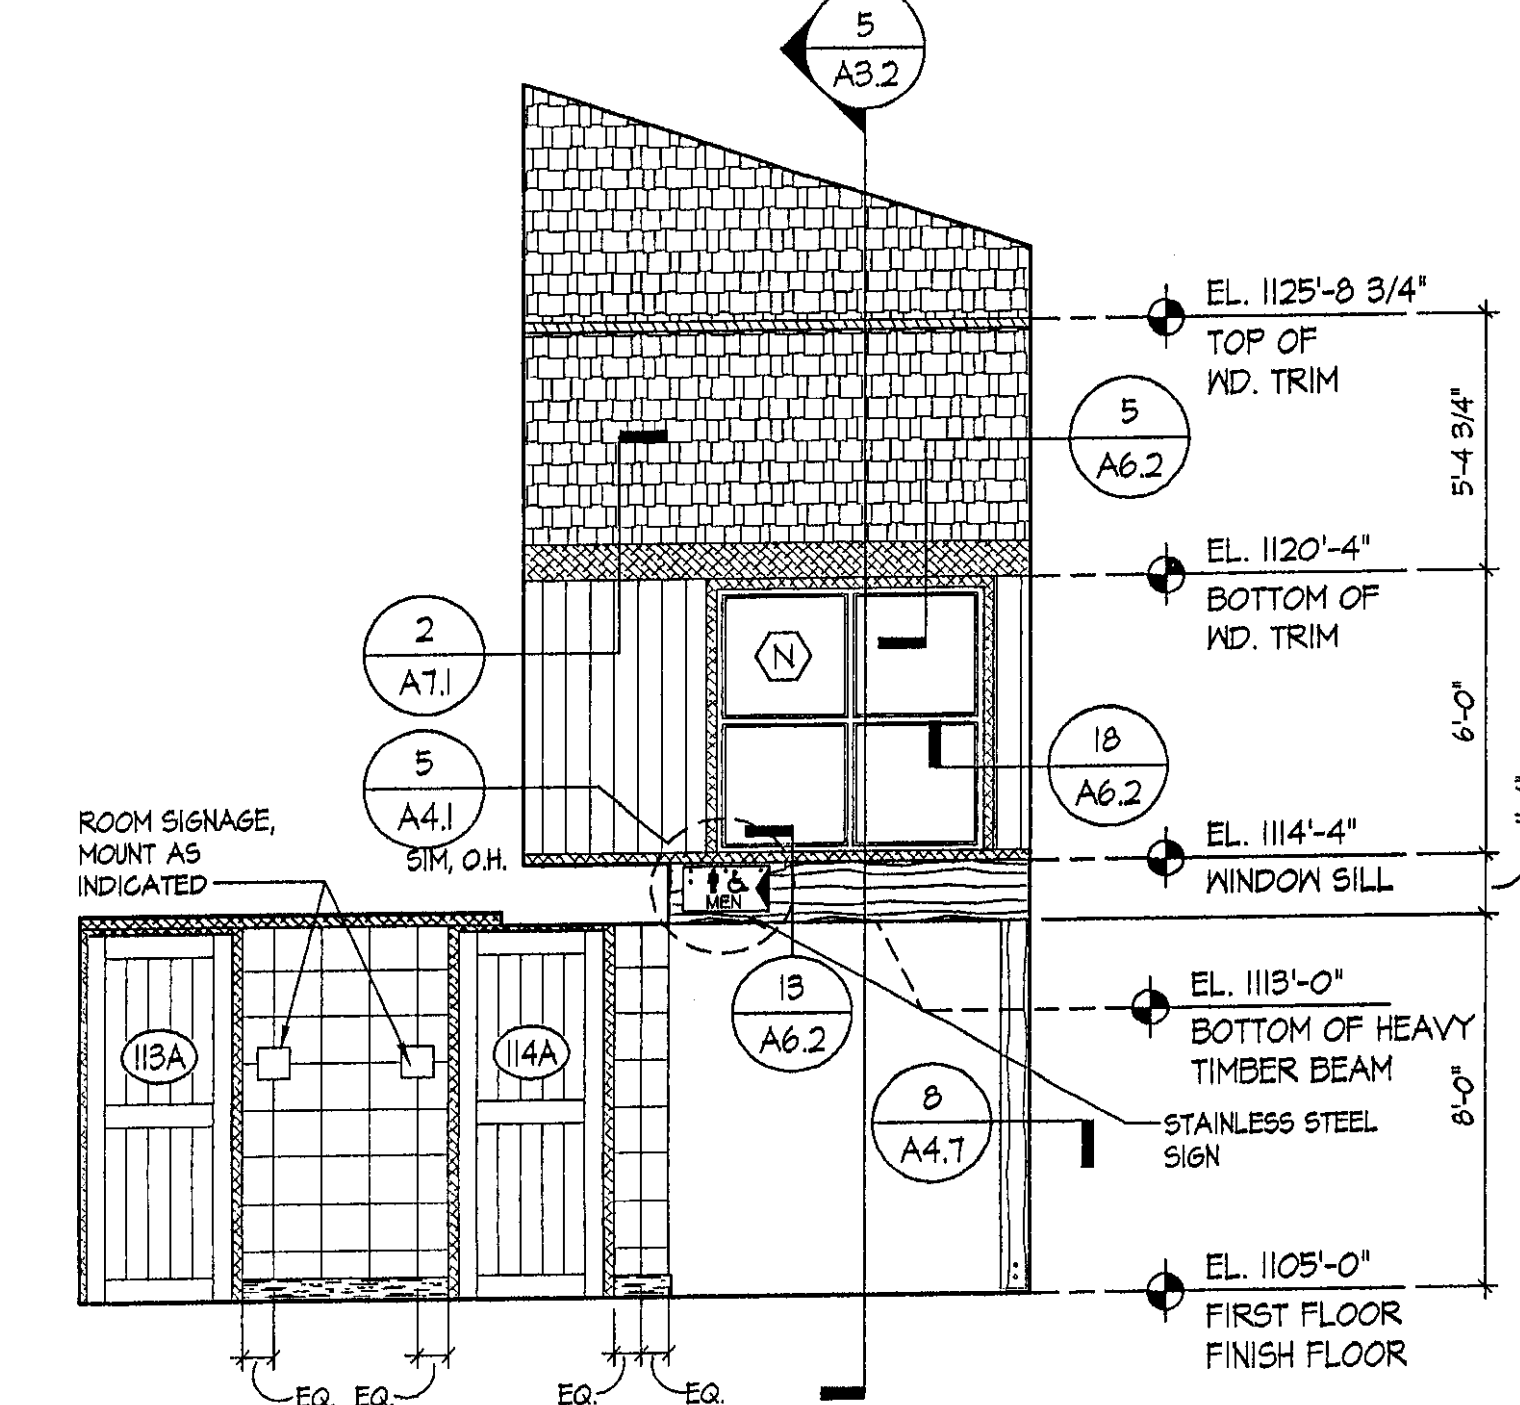 5
A3.2
EL. 1125'-8 3/4"
TOP OF
WD. TRIM
5
A6.2
5'-4 3/4"
EL. 1120'-4"
BOTTOM OF
WD. TRIM
2
A7.1
N
6'-0"
18
A6.2
5
A4.1
SIM, O.H.
ROOM SIGNAGE,
MOUNT AS
INDICATED
EL. 1114'-4"
WINDOW SILL
MEN
13
A6.2
EL. 1113'-0"
BOTTOM OF HEAVY
TIMBER BEAM
113A
114A
8
A4.7
STAINLESS STEEL
SIGN
8'-0"
EL. 1105'-0"
FIRST FLOOR
FINISH FLOOR
EQ. EQ. EQ. EQ.